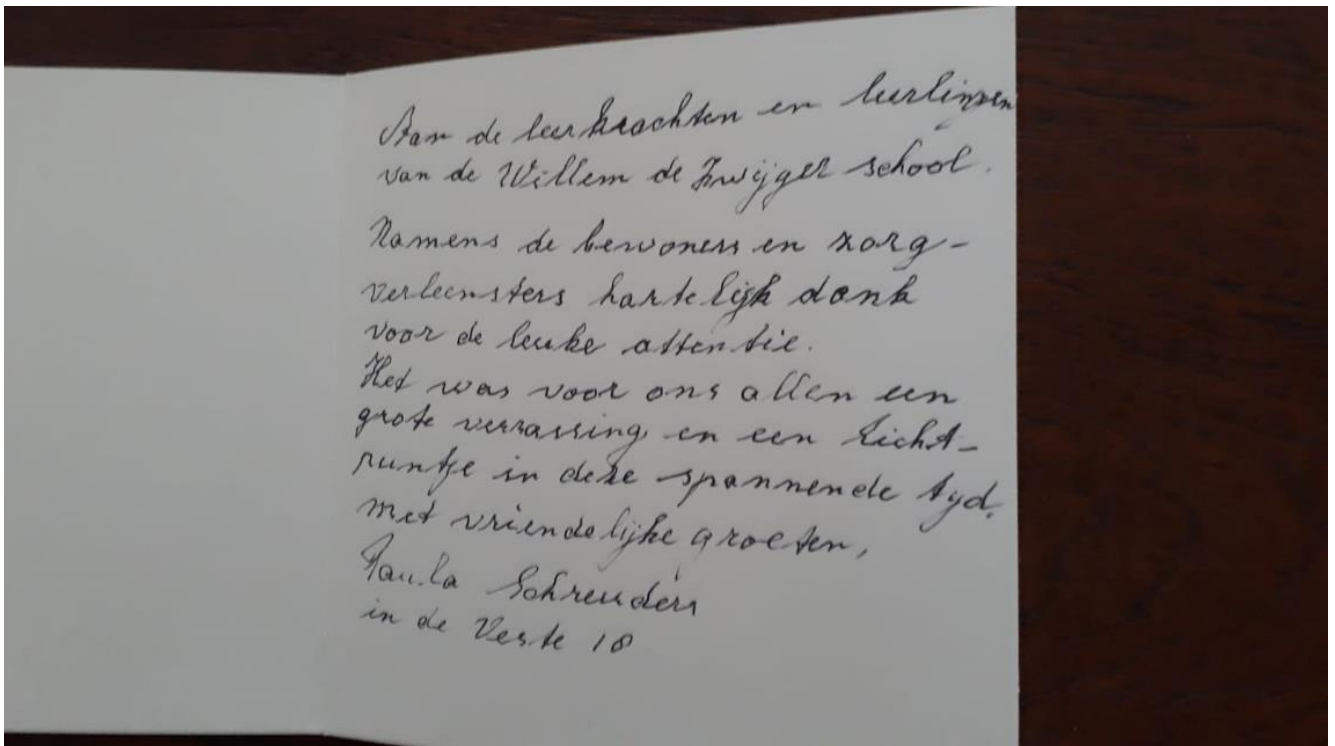 Aan de leerkrachten en leerlingen
van de Willem de Zwijger school.
Namens de bewoners en zorg-
verleensters hartelijk dank
voor de leuke attentie.
Het was voor ons allen een
grote verrassing en een licht-
puntje in deze spannende tijd.
Met vriendelijke groeten,
Paula Schreuders
in de Veste 18